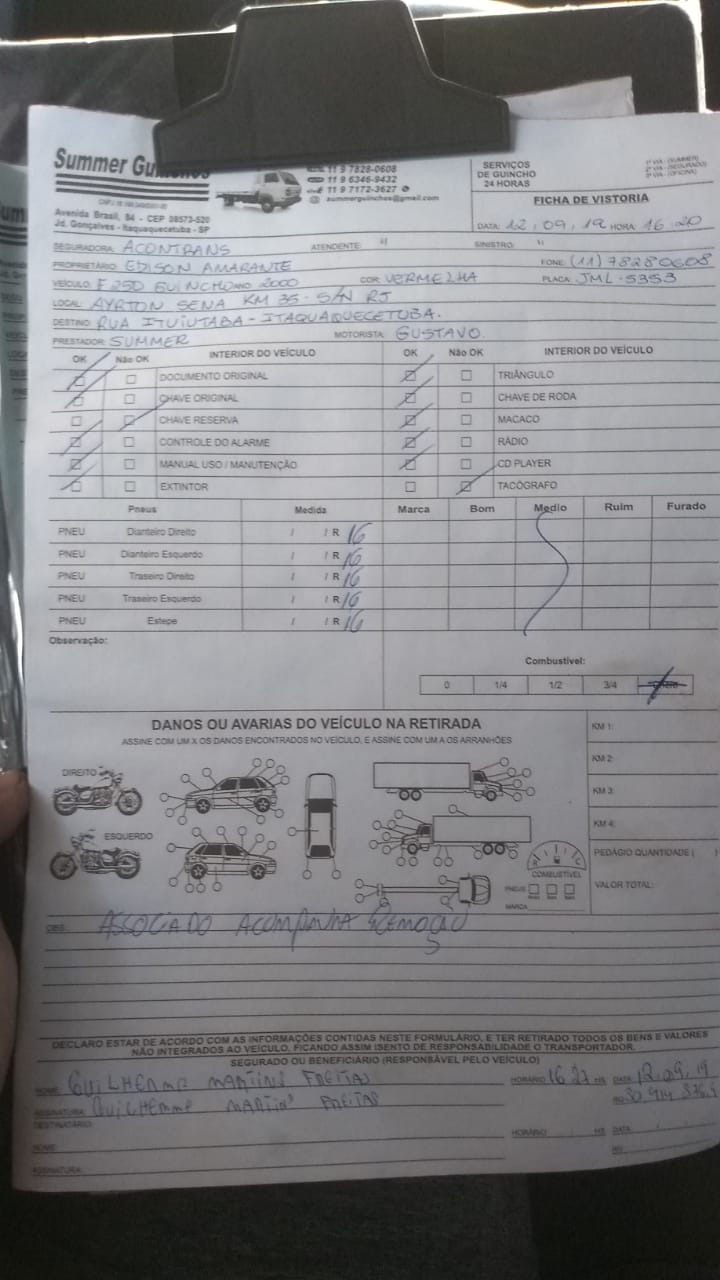 Summer Guinchos
11 9 7828-0608
11 9 6346-9432
11 9 7172-3627
summerguinchos@gmail.com
Avenida Brasil, 84 - CEP 08573-520
Jd. Gonçalves - Itaquaquecetuba - SP
SERVIÇOS
DE GUINCHO
24 HORAS
1ª VIA - (SUMMER)
2ª VIA - (SEGURADO)
3ª VIA - (OFICINA)
FICHA DE VISTORIA
DATA: 12.09.19 HORA: 16.20
SEGURADORA: ACONTRANS ATENDENTE: " SINISTRO: "
PROPRIETÁRIO: EDISON AMARANTE FONE: (11) 78280608
VEÍCULO: F 250 GUINCHO ANO: 2000 COR: VERMELHA PLACA: JML-5353
LOCAL: AYRTON SENA KM 35 - S/N RJ
DESTINO: RUA ITUIUTABA - ITAQUAQUECETUBA.
PRESTADOR: SUMMER MOTORISTA: GUSTAVO
OK Não OK INTERIOR DO VEÍCULO OK Não OK INTERIOR DO VEÍCULO
DOCUMENTO ORIGINAL TRIÂNGULO
CHAVE ORIGINAL CHAVE DE RODA
CHAVE RESERVA MACACO
CONTROLE DO ALARME RÁDIO
MANUAL USO / MANUTENÇÃO CD PLAYER
EXTINTOR TACÓGRAFO
Pneus Medida Marca Bom Medio Ruim Furado
PNEU Dianteiro Direito / / R 16
PNEU Dianteiro Esquerdo / / R 16
PNEU Traseiro Direito / / R 16
PNEU Traseiro Esquerdo / / R 16
PNEU Estepe / / R 16
Observação:
Combustível:
0 1/4 1/2 3/4
DANOS OU AVARIAS DO VEÍCULO NA RETIRADA
ASSINE COM UM X OS DANOS ENCONTRADOS NO VEÍCULO, E ASSINE COM UM A OS ARRANHÕES
KM 1:
KM 2:
KM 3:
KM 4:
DIREITO
ESQUERDO
PEDÁGIO QUANTIDADE ( )
VALOR TOTAL:
COMBUSTÍVEL
PNEUS
MARCA
OBS: ASSOCIADO ACOMPANHA REMOÇÃO
DECLARO ESTAR DE ACORDO COM AS INFORMAÇÕES CONTIDAS NESTE FORMULÁRIO, E TER RETIRADO TODOS OS BENS E VALORES
NÃO INTEGRADOS AO VEÍCULO, FICANDO ASSIM ISENTO DE RESPONSABILIDADE O TRANSPORTADOR.
SEGURADO OU BENEFICIÁRIO (RESPONSÁVEL PELO VEÍCULO)
NOME: GUILHERME MARTINS FREITAS HORÁRIO 16 27 HS DATA: 12.09.19
ASSINATURA: GUILHERME MARTINS FREITAS RG
DESTINATÁRIO:
NOME: HORÁRIO : HS DATA:
ASSINATURA: RG: